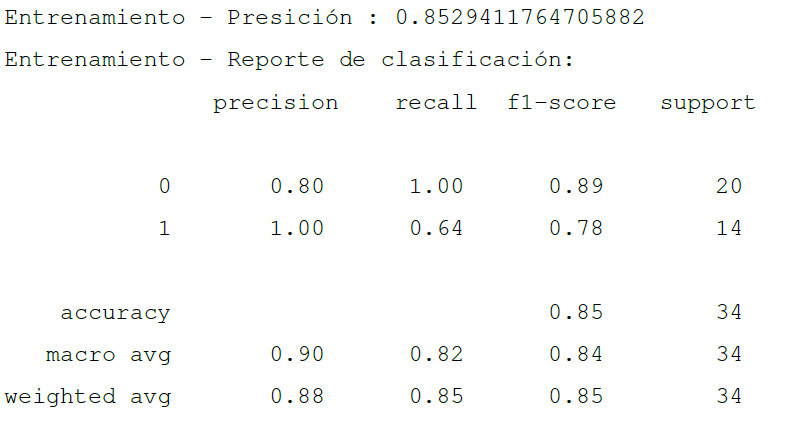 Entrenamiento - Presición : 0.8529411764705882
Entrenamiento - Reporte de clasificación:
precision recall f1-score support
0 0.80 1.00 0.89 20
1 1.00 0.64 0.78 14
accuracy 0.85 34
macro avg 0.90 0.82 0.84 34
weighted avg 0.88 0.85 0.85 34